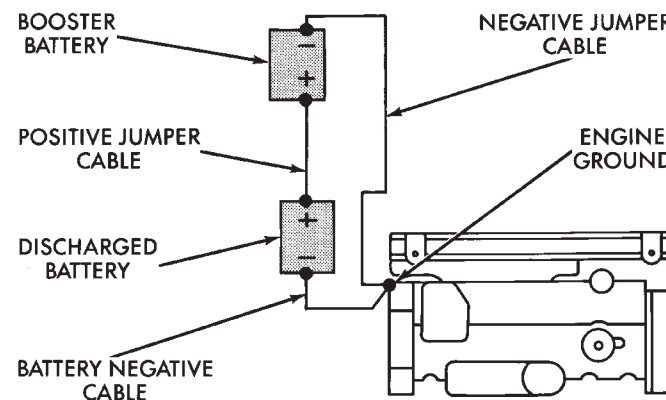 BOOSTER
BATTERY
NEGATIVE JUMPER
CABLE
POSITIVE JUMPER
CABLE
ENGINE
GROUND
DISCHARGED
BATTERY
BATTERY NEGATIVE
CABLE
−
+
+
−